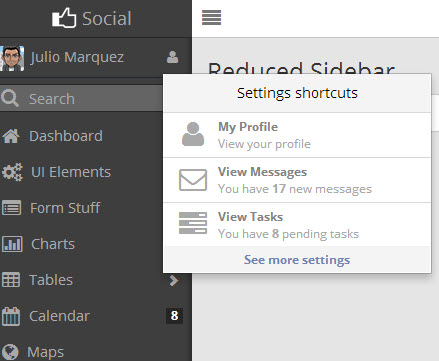 Social
Julio Marquez
Search
Dashboard
UI Elements
Form Stuff
Charts
Tables
Calendar 8
Maps
Reduced Sidebar
Settings shortcuts
My Profile
View your profile
View Messages
You have 17 new messages
View Tasks
You have 8 pending tasks
See more settings